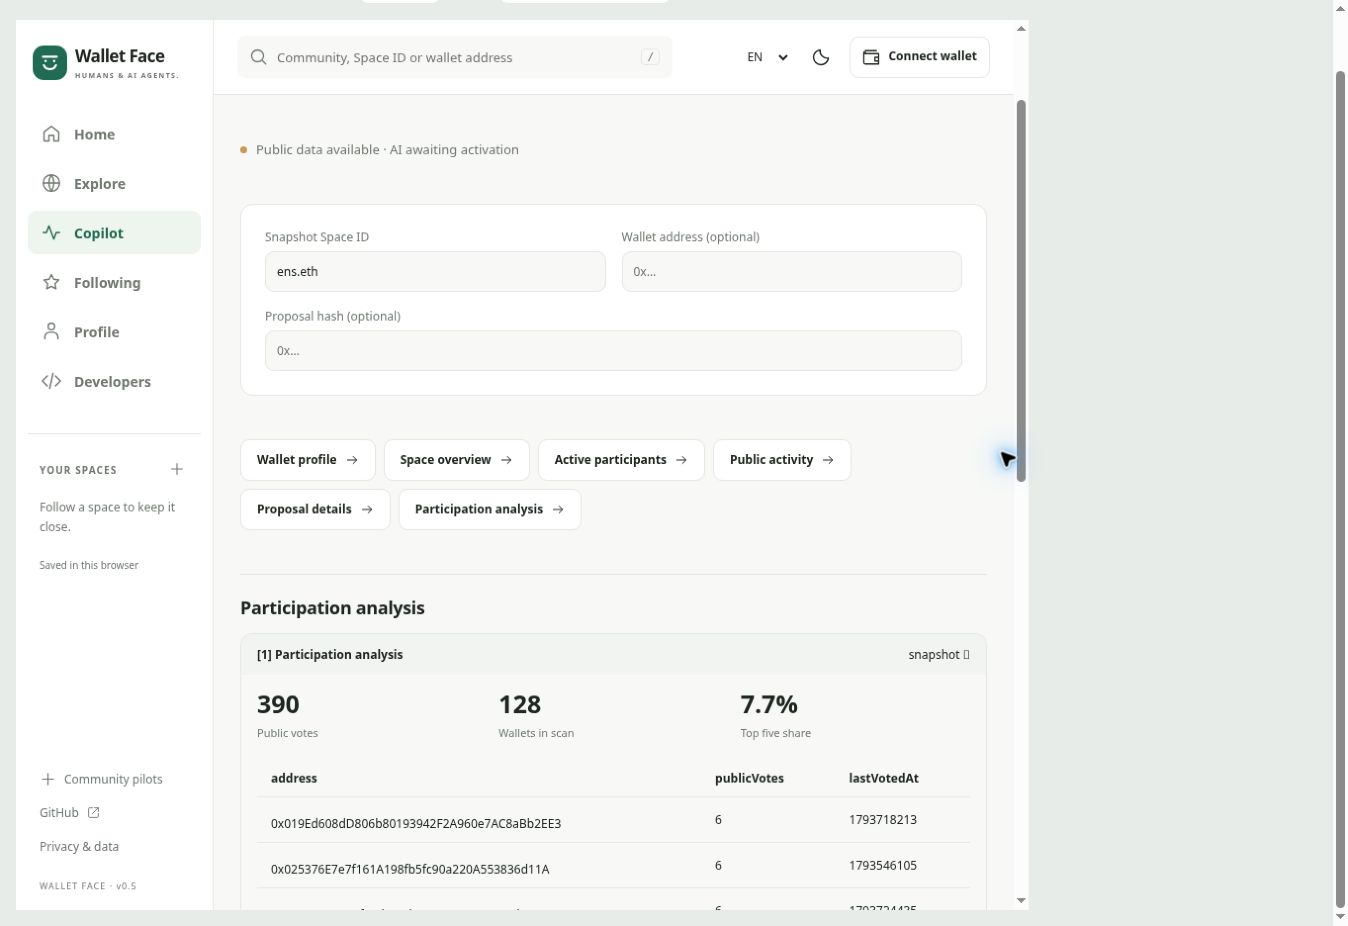 Wallet Face
HUMANS & AI AGENTS.
Home
Explore
Copilot
Following
Profile
Developers
YOUR SPACES
Follow a space to keep it
close.
Saved in this browser
Community pilots
GitHub
Privacy & data
WALLET FACE · v0.5
Community, Space ID or wallet address /
EN
Connect wallet
Public data available · AI awaiting activation
Snapshot Space ID
ens.eth
Wallet address (optional)
0x...
Proposal hash (optional)
0x...
Wallet profile →
Space overview →
Active participants →
Public activity →
Proposal details →
Participation analysis →
Participation analysis
[1] Participation analysis
snapshot
390
Public votes
128
Wallets in scan
7.7%
Top five share
address publicVotes lastVotedAt
0x019Ed608dD806b80193942F2A960e7AC8aBb2EE3 6 1793718213
0x025376E7e7f161A198fb5fc90a220A553836d11A 6 1793546105